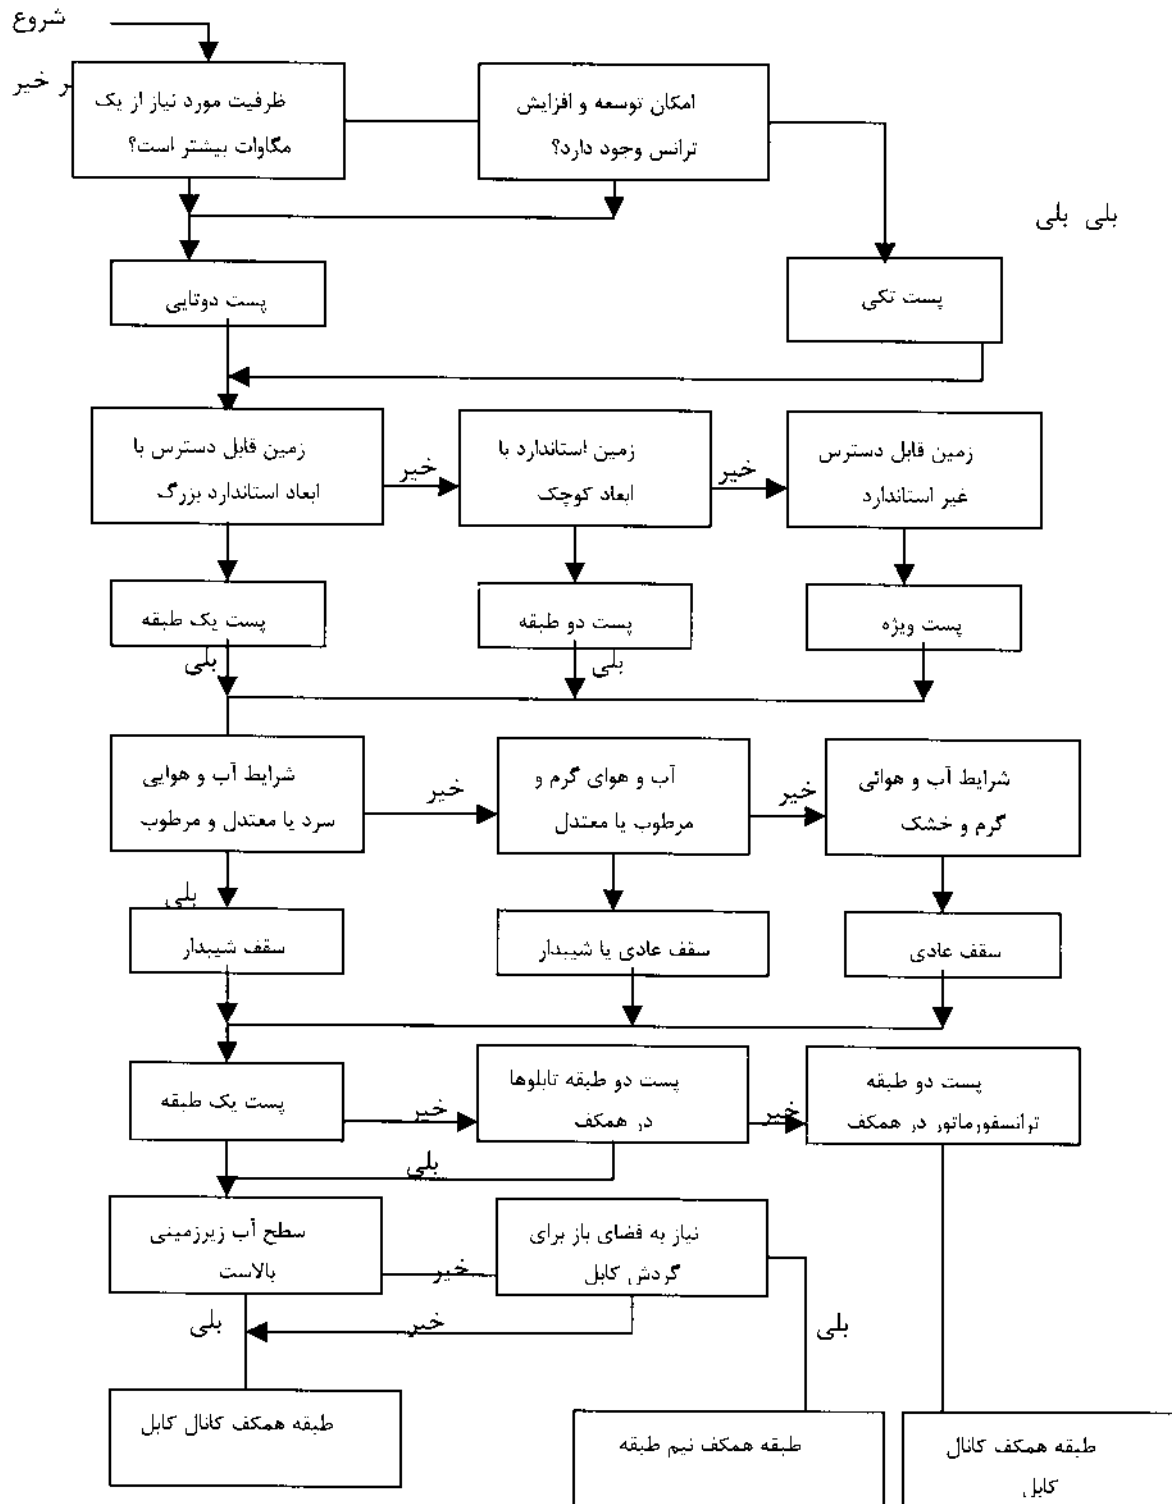 شروع
ر خیر
ظرفیت مورد نیاز از یک
مگاوات بیشتر است؟
امکان توسعه و افزایش
ترانس وجود دارد؟
بلی بلی
پست دوتایی
پست تکی
زمین قابل دسترس با
ابعاد استاندارد بزرگ
خیر
زمین استاندارد با
ابعاد کوچک
خیر
زمین قابل دسترس
غیر استاندارد
پست یک طبقه
پست دو طبقه
پست ویژه
بلی
بلی
شرایط آب و هوایی
سرد یا معتدل و مرطوب
خیر
آب و هوای گرم و
مرطوب یا معتدل
خیر
شرایط آب و هوائی
گرم و خشک
بلی
سقف شیبدار
سقف عادی یا شیبدار
سقف عادی
پست یک طبقه
خیر
پست دو طبقه تابلوها
در همکف
خیر
پست دو طبقه
ترانسفورماتور در همکف
بلی
سطح آب زیرزمینی
بالاست
خیر
نیاز به فضای باز برای
گردش کابل
بلی
خیر
بلی
طبقه همکف کانال کابل
طبقه همکف نیم طبقه
طبقه همکف کانال
کابل